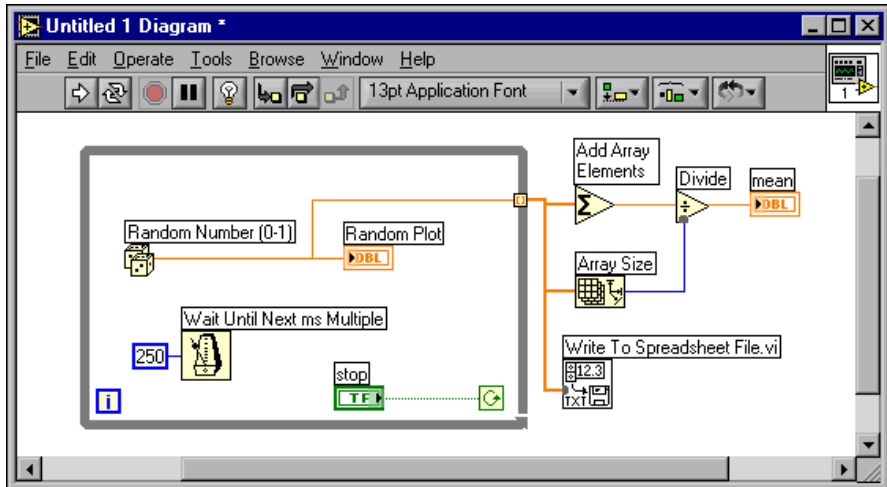 Untitled 1 Diagram *
File Edit Operate Tools Browse Window Help
13pt Application Font
1
Add Array
Elements
Σ
Divide
÷
mean
DBL
Random Number (0-1)
Random Plot
DBL
Array Size
Wait Until Next ms Multiple
250
Write To Spreadsheet File.vi
12.3
TXT
stop
TF
i